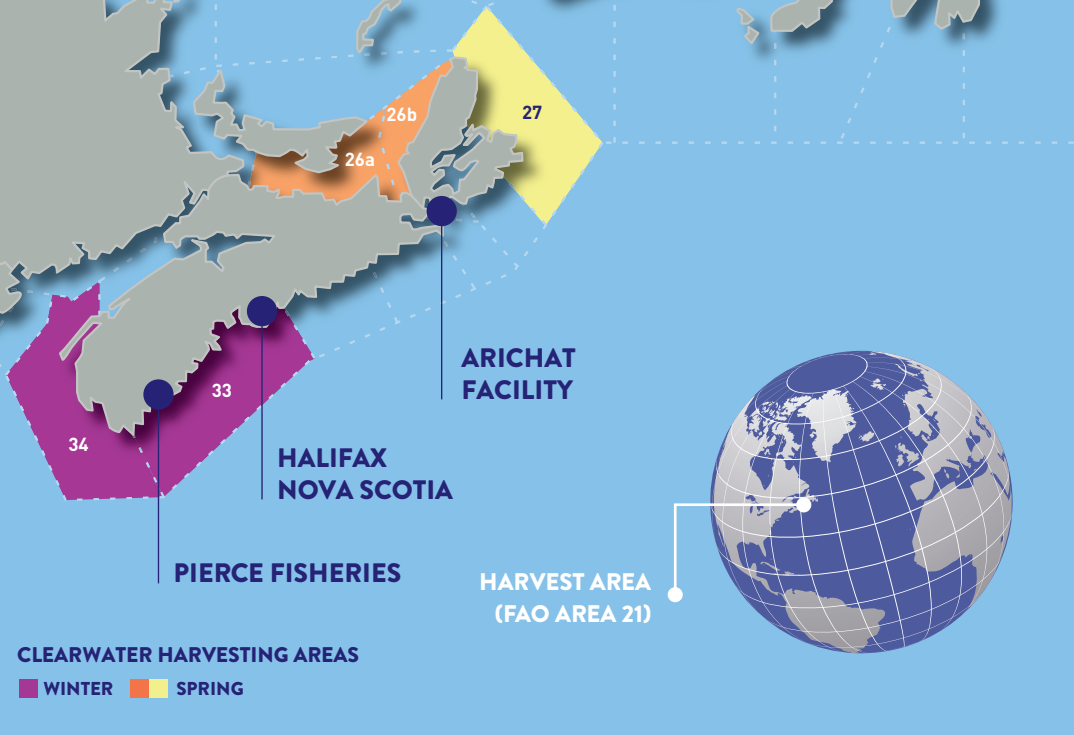 27
26b
26a
ARICHAT
FACILITY
33
34
HALIFAX
NOVA SCOTIA
PIERCE FISHERIES
HARVEST AREA
(FAO AREA 21)
CLEARWATER HARVESTING AREAS
WINTER SPRING